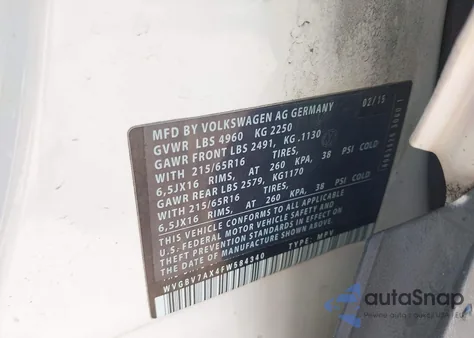 MFD BY VOLKSWAGEN AG GERMANY 02/15
GVWR LBS 4960 KG 2250
GAWR FRONT LBS 2491, KG .1130
WITH 215/65R16 TIRES,
6,5JX16 RIMS, AT 260 KPA, 38 PSI COLD
GAWR REAR LBS 2579, KG1170
WITH 215/65R16 TIRES,
6,5JX16 RIMS, AT 260 KPA, 38 PSI COLD
THIS VEHICLE CONFORMS TO ALL APPLICABLE
U.S. FEDERAL MOTOR VEHICLE SAFETY AND
THEFT PREVENTION STANDARDS IN EFFECT ON
THE DATE OF MANUFACTURE SHOWN ABOVE.
WVGBV7AX4FW584340 TYPE: MPV
autoSnap